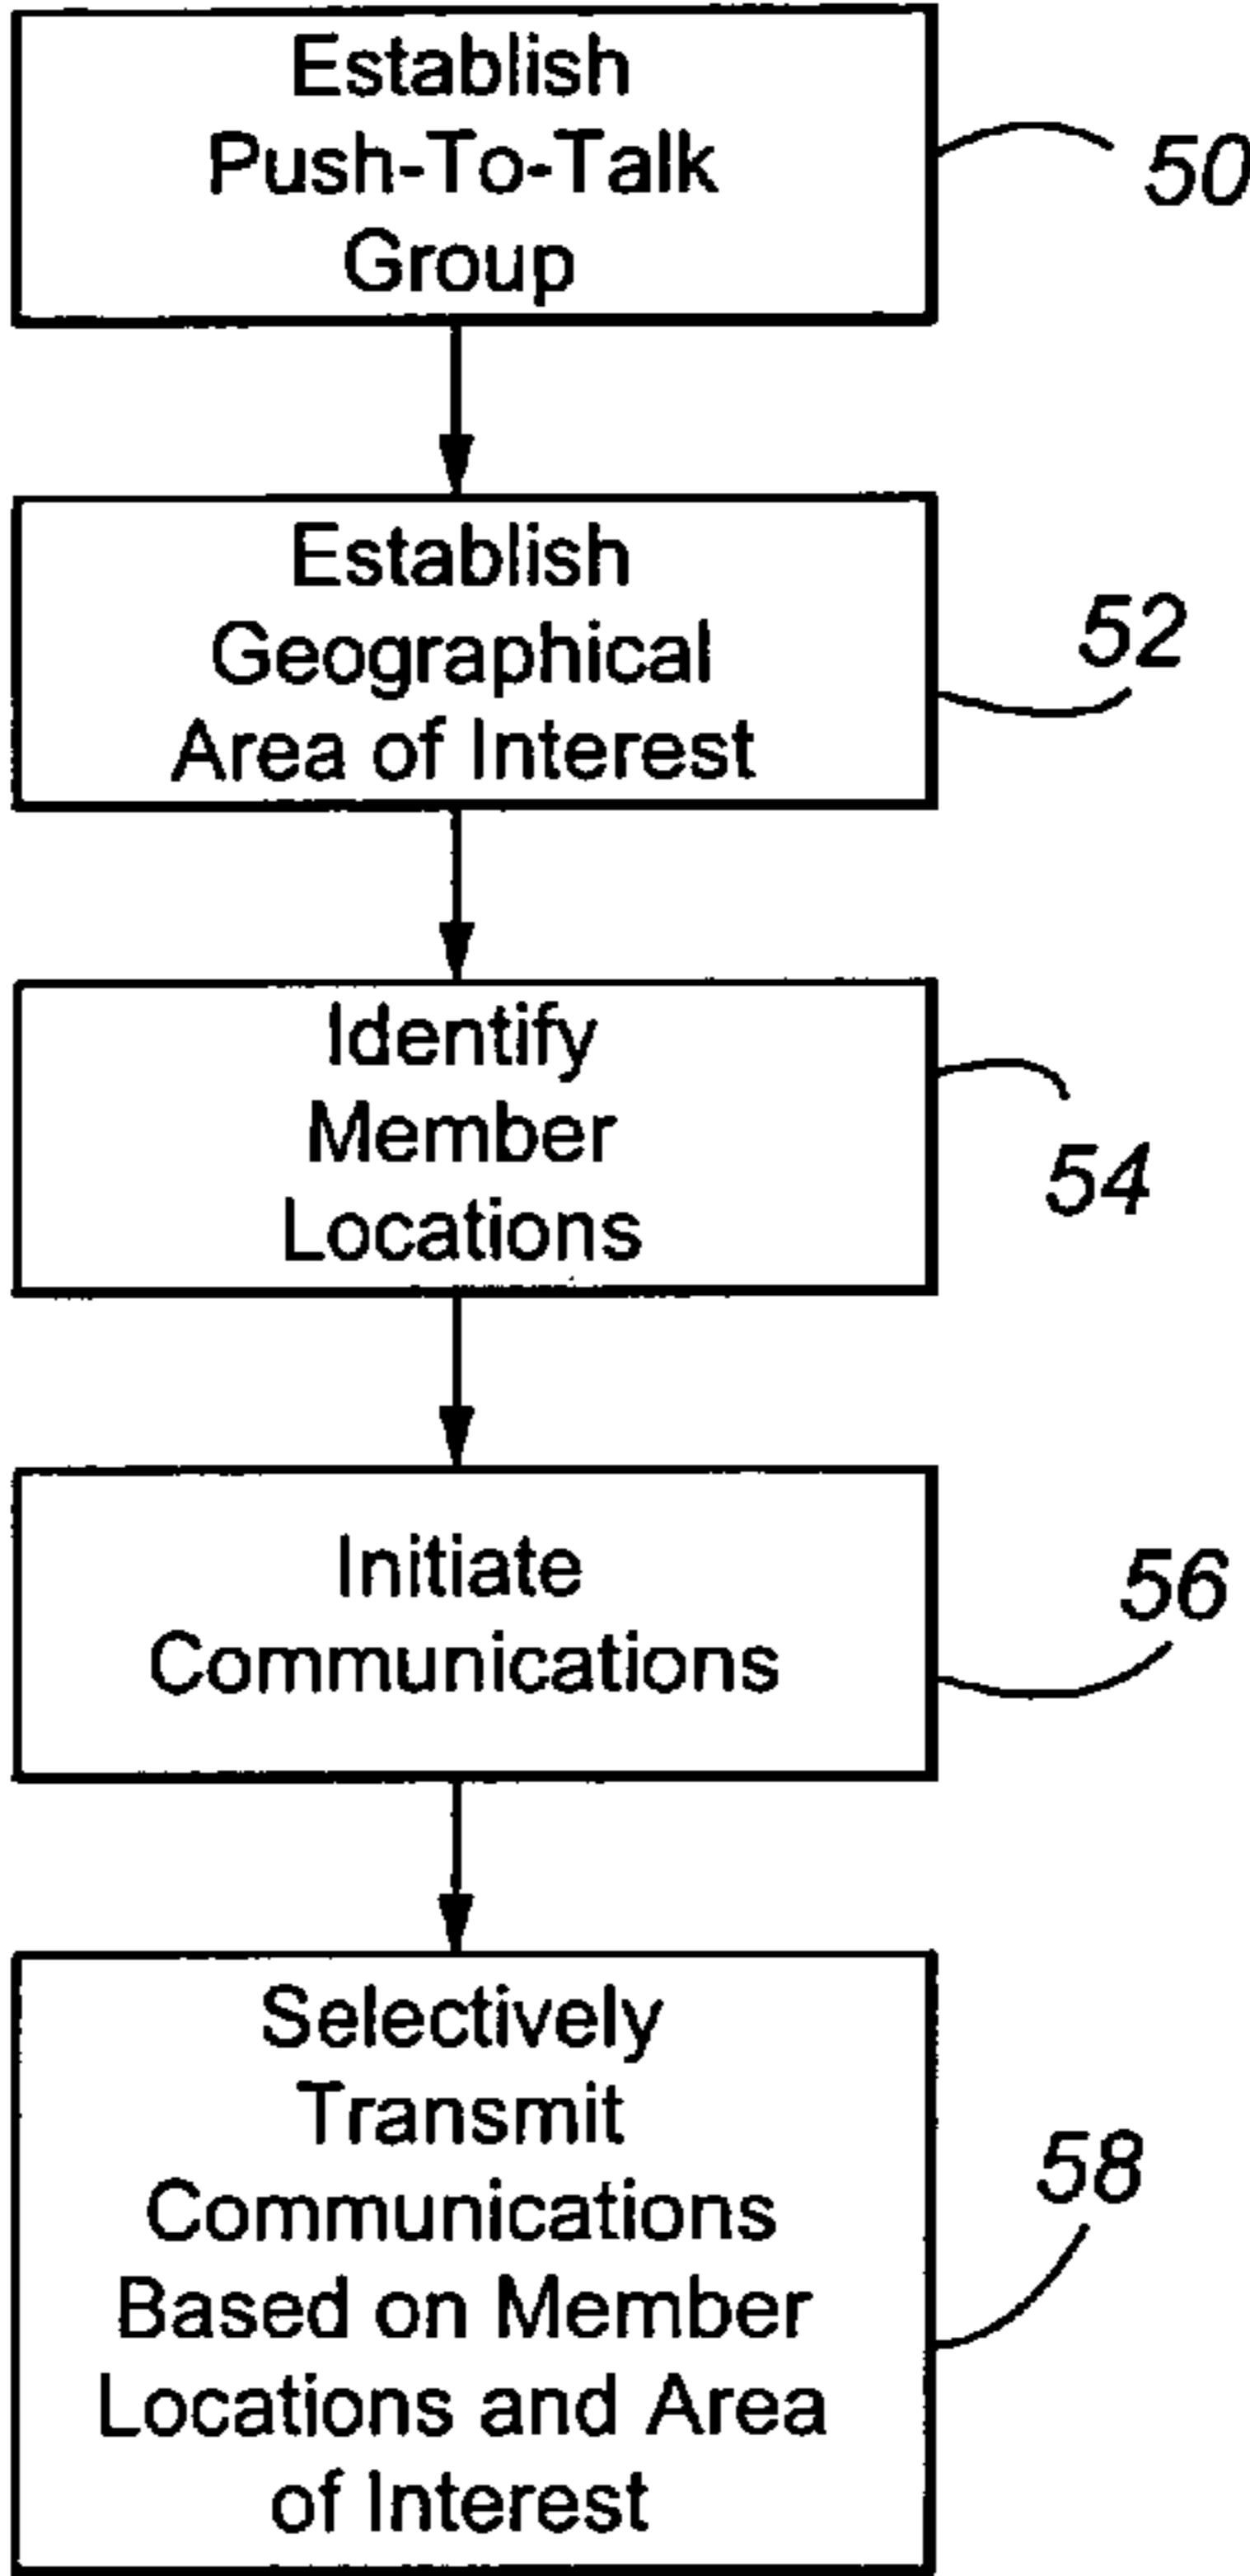 Establish
Push-To-Talk
Group
50
Establish
Geographical
Area of Interest
52
Identify
Member
Locations
54
Initiate
Communications
56
Selectively
Transmit
Communications
Based on Member
Locations and Area
of Interest
58